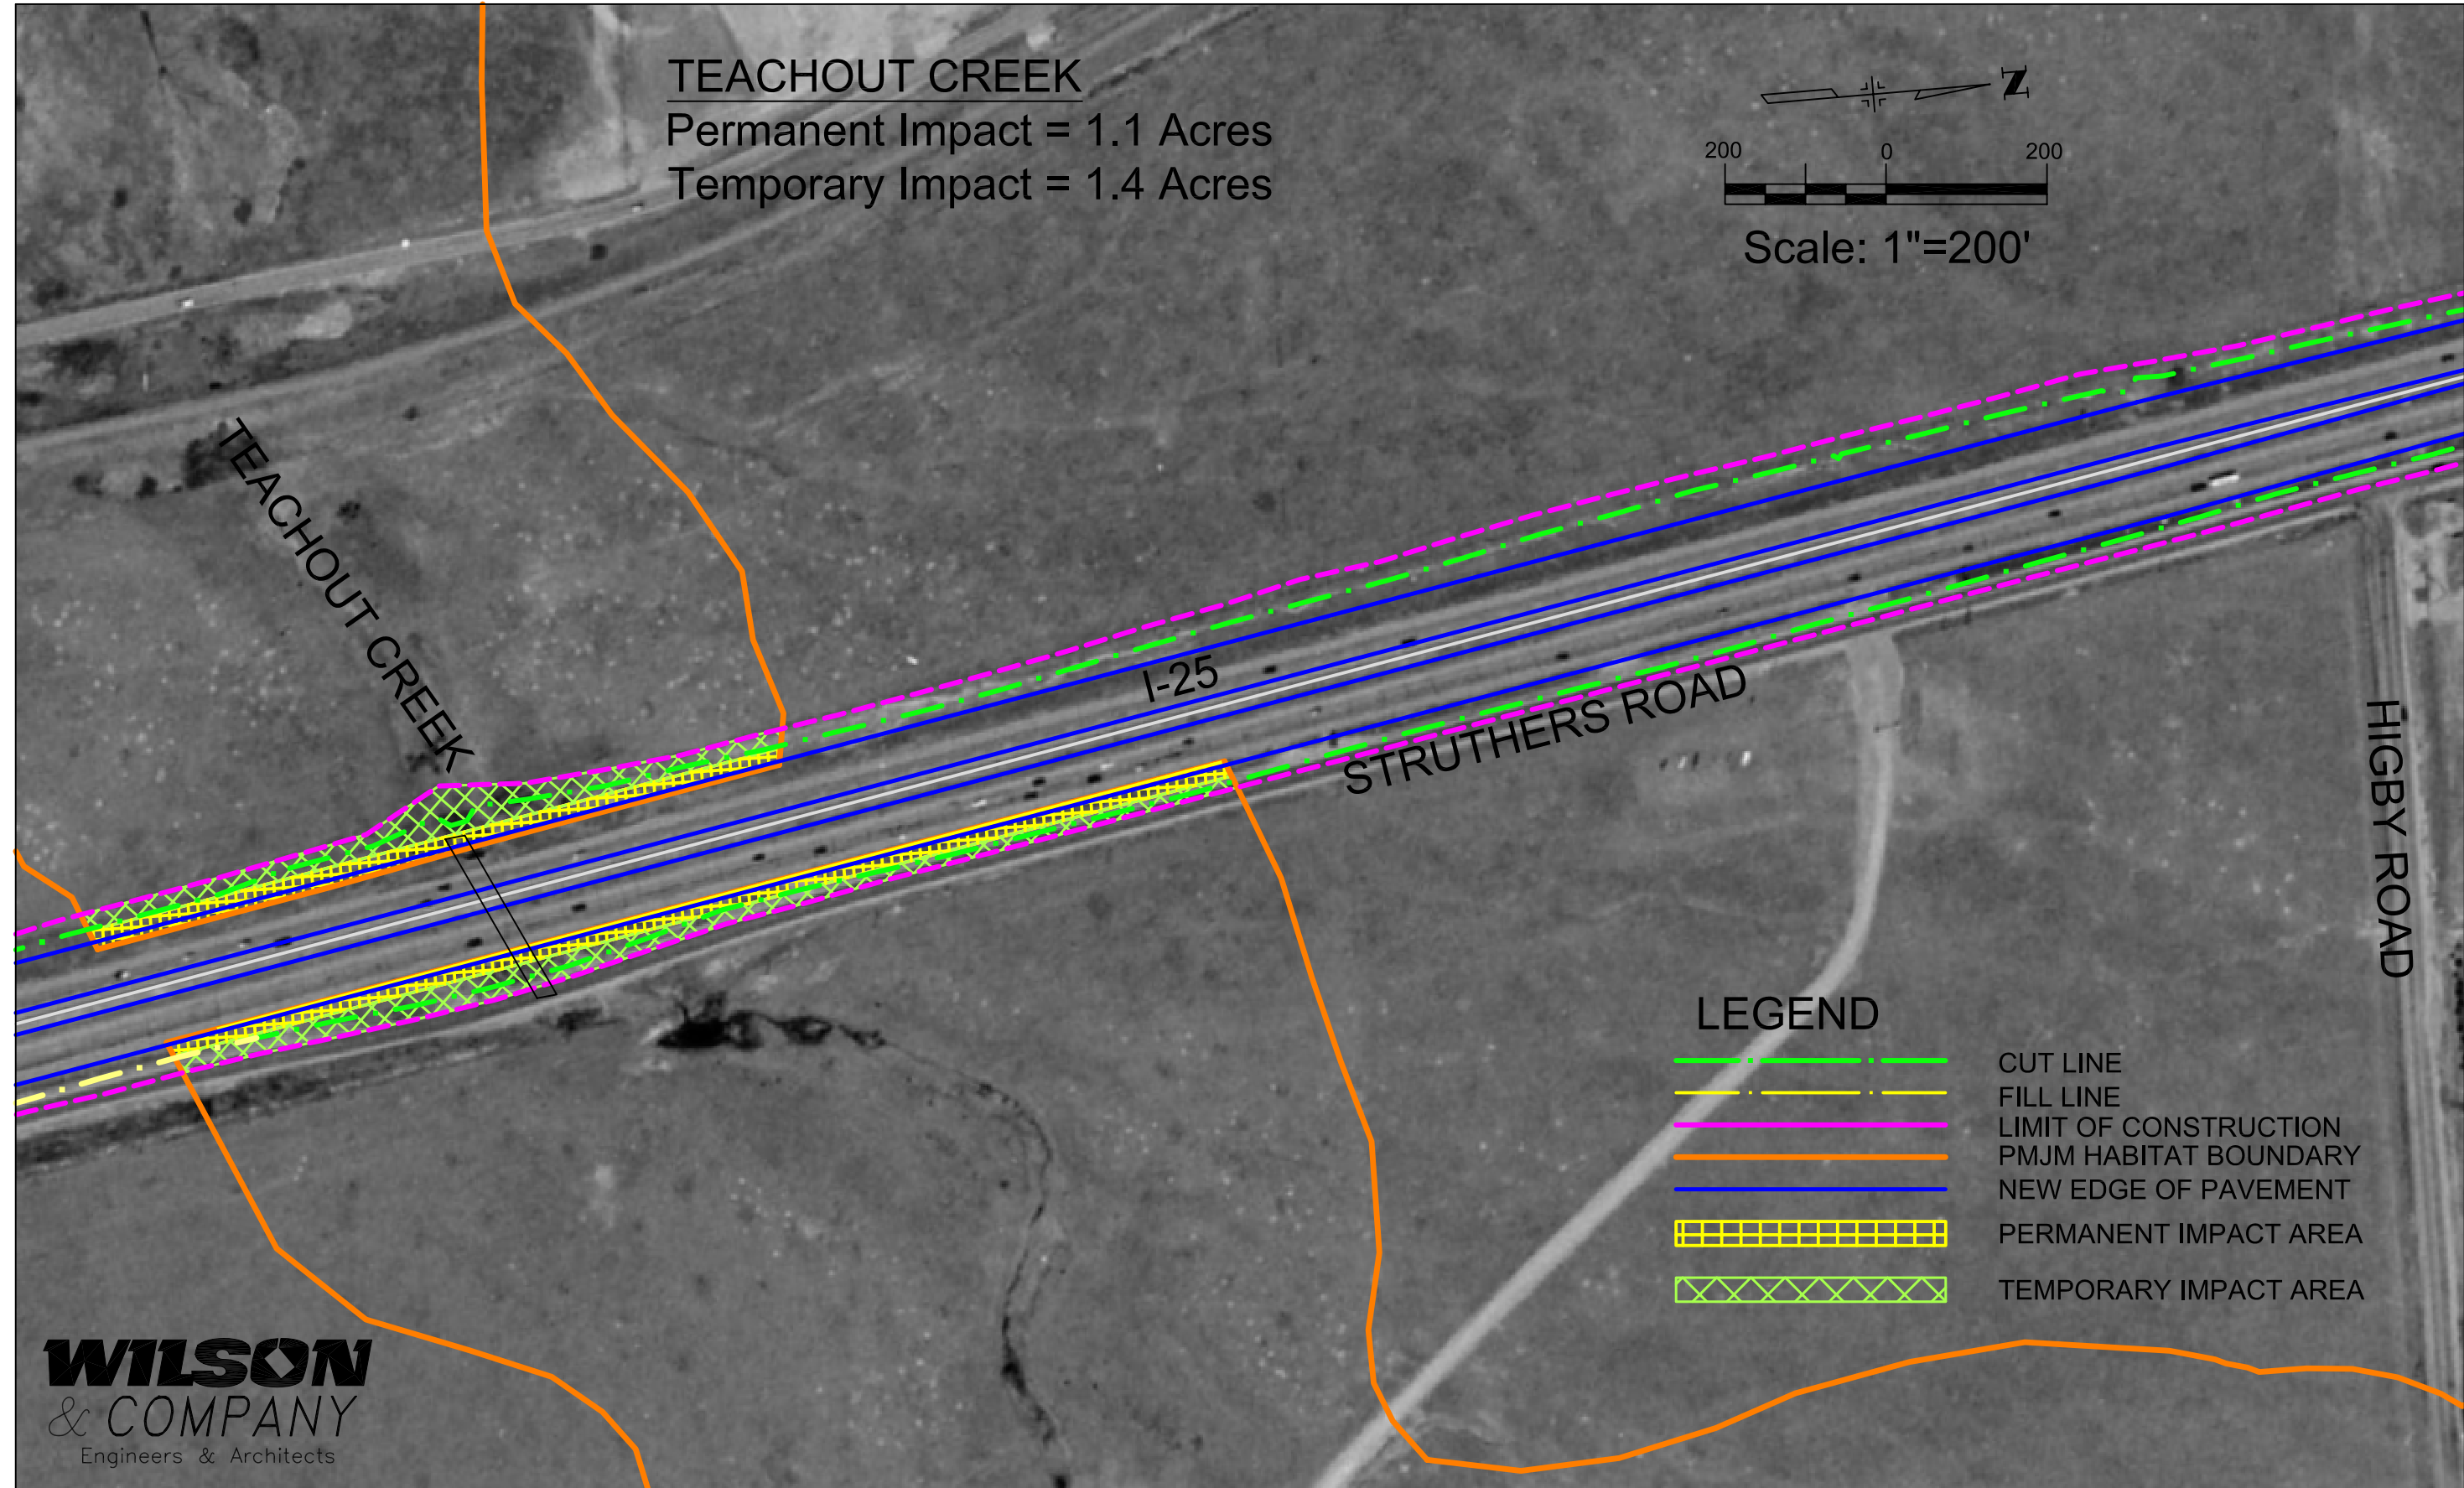 TEACHOUT CREEK
Permanent Impact = 1.1 Acres
Temporary Impact = 1.4 Acres
N
200 0 200
Scale: 1"=200'
TEACHOUT CREEK
I-25
STRUTHERS ROAD
HIGBY ROAD
LEGEND
CUT LINE
FILL LINE
LIMIT OF CONSTRUCTION
PMJM HABITAT BOUNDARY
NEW EDGE OF PAVEMENT
PERMANENT IMPACT AREA
TEMPORARY IMPACT AREA
WILSON
& COMPANY
Engineers & Architects